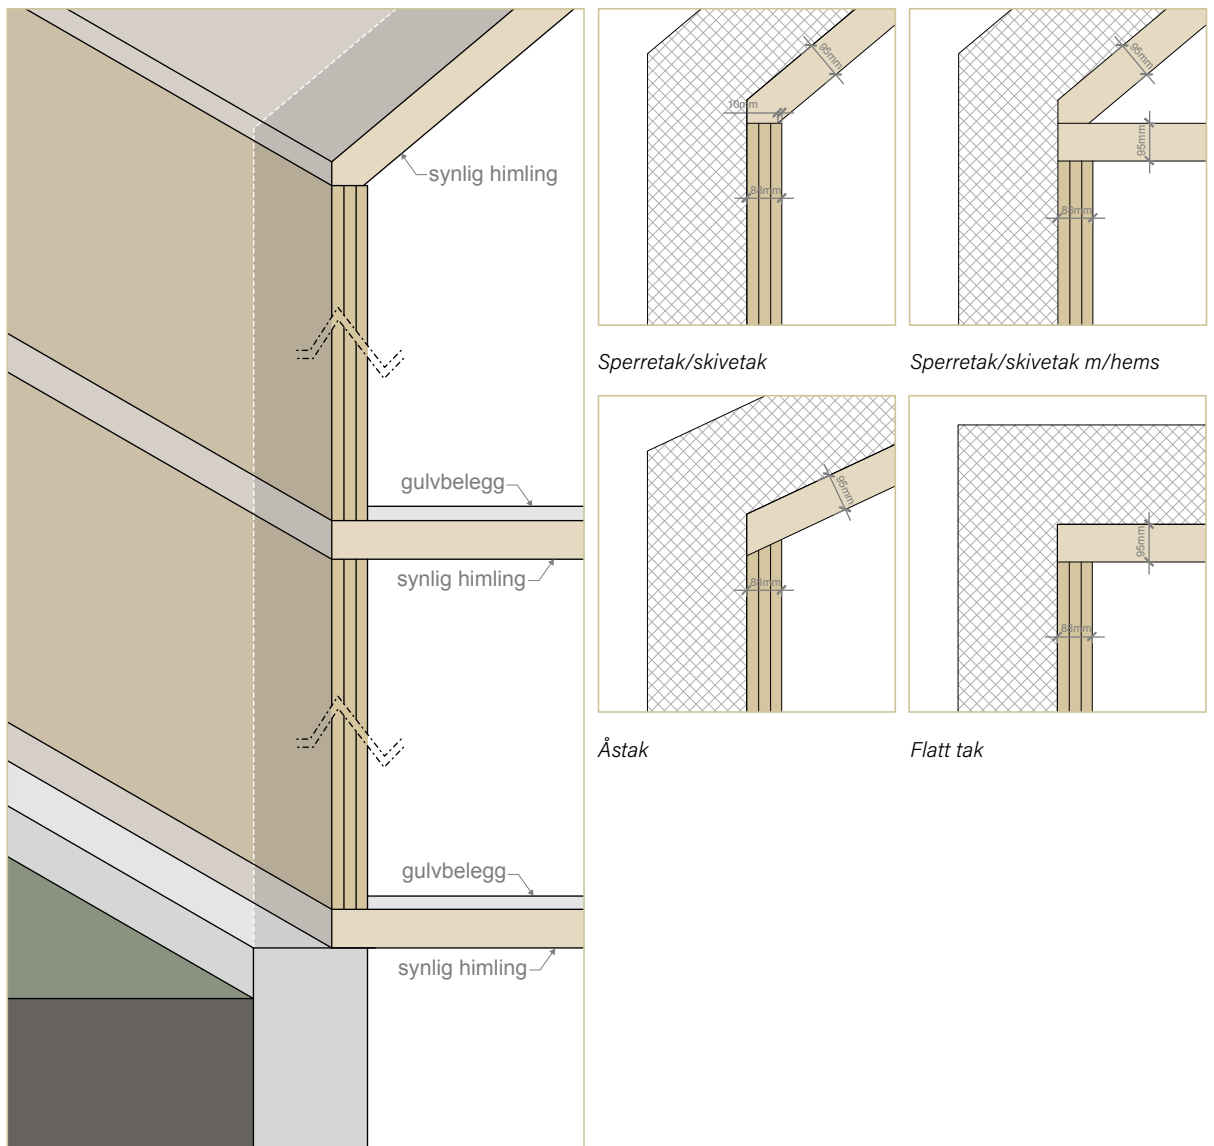 synlig himling
gulvbelegg
synlig himling
gulvbelegg
synlig himling
95mm
10mm
88mm
Sperretak/skivetak
95mm
95mm
88mm
Sperretak/skivetak m/hems
95mm
88mm
Åstak
95mm
88mm
Flatt tak